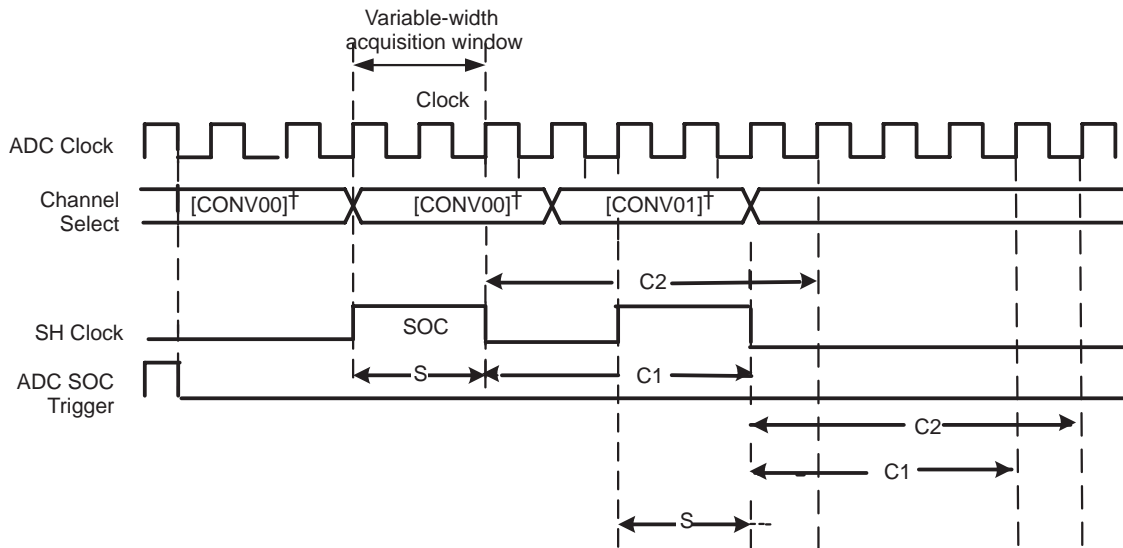 Variable-width
acquisition window
Clock
ADC Clock
Channel
Select
[CONV00]†
[CONV00]†
[CONV01]†
C2
SH Clock
SOC
S
C1
ADC SOC
Trigger
C2
C1
S